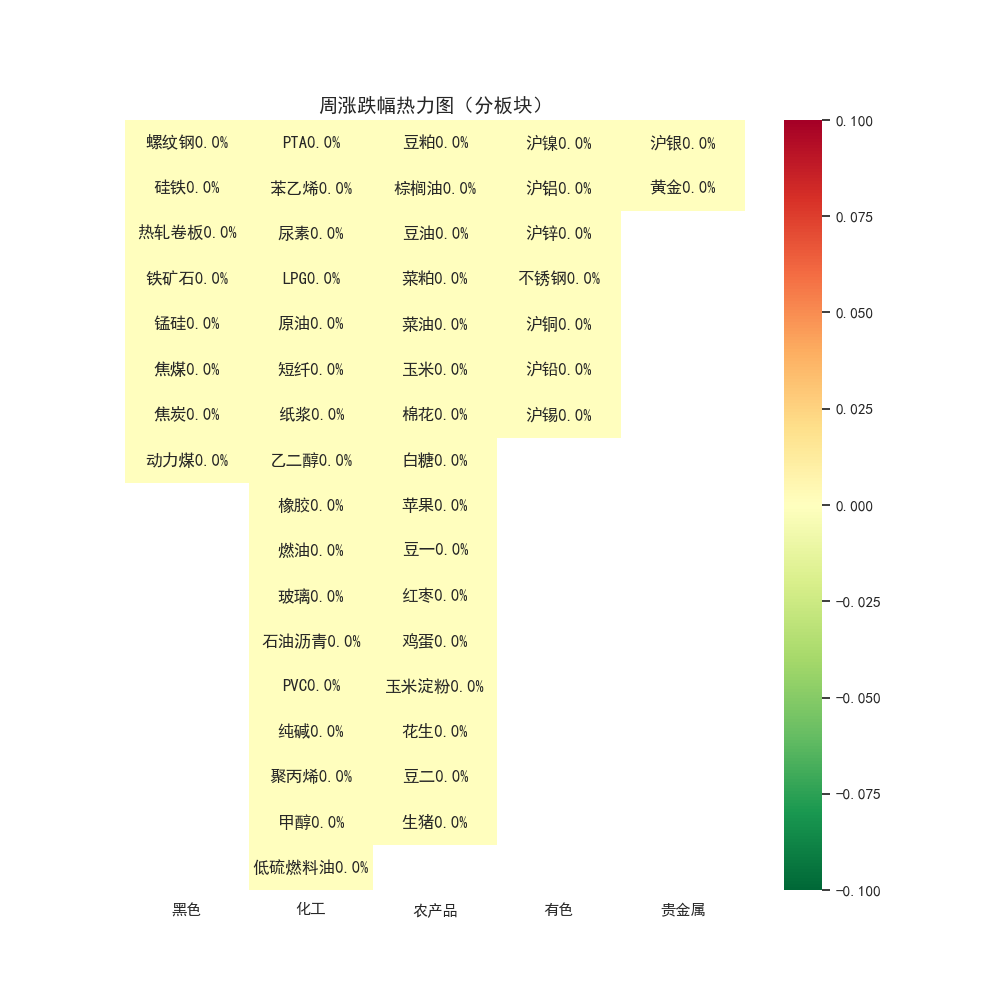 周涨跌幅热力图（分板块）
螺纹钢0.0% PTA0.0% 豆粕0.0% 沪镍0.0% 沪银0.0%
硅铁0.0% 苯乙烯0.0% 棕榈油0.0% 沪铝0.0% 黄金0.0%
热轧卷板0.0% 尿素0.0% 豆油0.0% 沪锌0.0%
铁矿石0.0% LPG0.0% 菜粕0.0% 不锈钢0.0%
锰硅0.0% 原油0.0% 菜油0.0% 沪铜0.0%
焦煤0.0% 短纤0.0% 玉米0.0% 沪铅0.0%
焦炭0.0% 纸浆0.0% 棉花0.0% 沪锡0.0%
动力煤0.0% 乙二醇0.0% 白糖0.0%
橡胶0.0% 苹果0.0%
燃油0.0% 豆一0.0%
玻璃0.0% 红枣0.0%
石油沥青0.0% 鸡蛋0.0%
PVC0.0% 玉米淀粉0.0%
纯碱0.0% 花生0.0%
聚丙烯0.0% 豆二0.0%
甲醇0.0% 生猪0.0%
低硫燃料油0.0%
黑色 化工 农产品 有色 贵金属
0.100
0.075
0.050
0.025
0.000
−0.025
−0.050
−0.075
−0.100